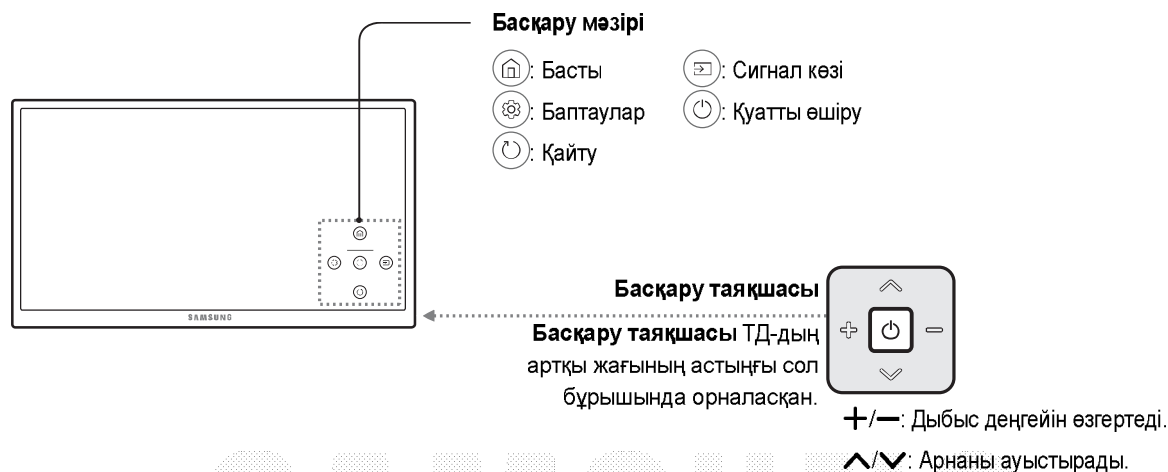 Басқару мәзірі
: Басты
: Сигнал көзі
: Баптаулар
: Қуатты өшіру
: Қайту
SAMSUNG
Басқару таяқшасы
Басқару таяқшасы ТД-дың
артқы жағының астыңғы сол
бұрышында орналасқан.
+/−: Дыбыс деңгейін өзгертеді.
∧/∨: Арнаны ауыстырады.